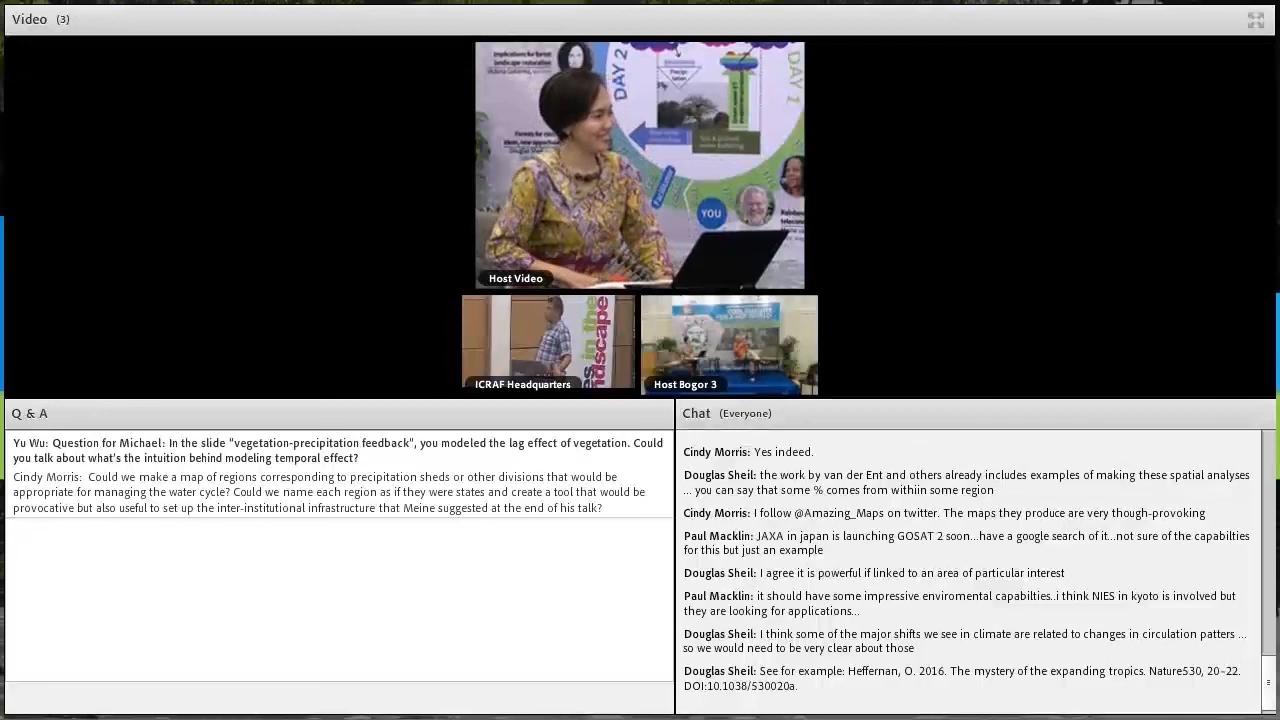 Video (3)
Implications for forest
landscape restoration
DAY 2
DAY 1
YOU
Host Video
in the
ndscape
ICRAF Headquarters
Host Bogor 3
Q & A
Yu Wu: Question for Michael: In the slide "vegetation-precipitation feedback", you modeled the lag effect of vegetation. Could
you talk about what's the intuition behind modeling temporal effect?
Cindy Morris: Could we make a map of regions corresponding to precipitation sheds or other divisions that would be
appropriate for managing the water cycle? Could we name each region as if they were states and create a tool that would be
provocative but also useful to set up the inter-institutional infrastructure that Meine suggested at the end of his talk?
Chat (Everyone)
Cindy Morris: Yes indeed.
Douglas Sheil: the work by van der Ent and others already includes examples of making these spatial analyses
... you can say that some % comes from withiin some region
Cindy Morris: I follow @Amazing_Maps on twitter. The maps they produce are very though-provoking
Paul Macklin: JAXA in japan is launching GOSAT 2 soon...have a google search of it...not sure of the capabilties
for this but just an example
Douglas Sheil: I agree it is powerful if linked to an area of particular interest
Paul Macklin: it should have some impressive enviromental capabilties..i think NIES in kyoto is involved but
they are looking for applications...
Douglas Sheil: I think some of the major shifts we see in climate are related to changes in circulation patters ...
so we would need to be very clear about those
Douglas Sheil: See for example: Heffernan, O. 2016. The mystery of the expanding tropics. Nature530, 20-22.
DOI:10.1038/530020a.